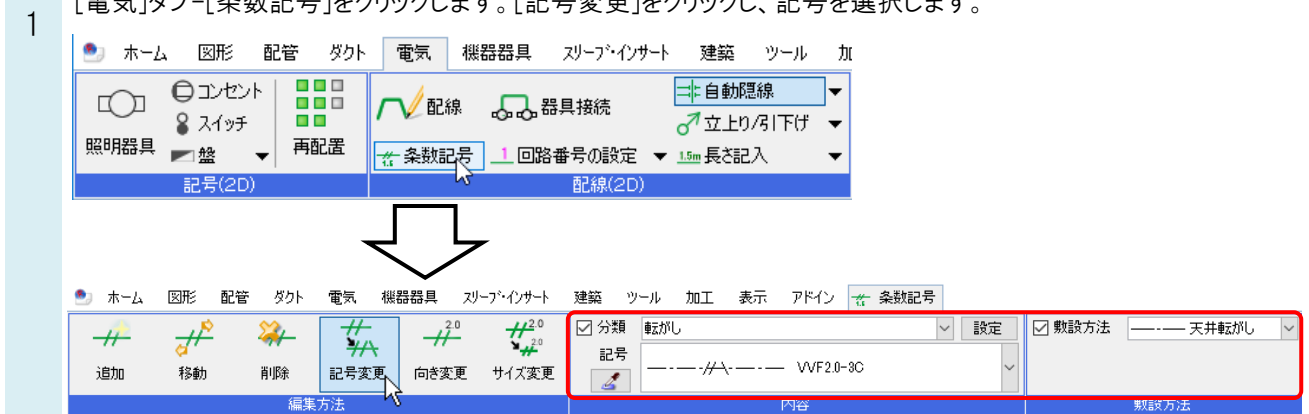 1
[電気]タブ-[条数記号]をクリックします。[記号変更]をクリックし、記号を選択します。
ホーム 図形 配管 ダクト 電気 機器器具 スリーブ・インサート 建築 ツール 加
照明器具 コンセント スイッチ 盤 再配置
記号(2D)
配線 器具接続 自動隠線
立上り/引下げ
条数記号 1 回路番号の設定 1.5m 長さ記入
配線(2D)
ホーム 図形 配管 ダクト 電気 機器器具 スリーブ・インサート 建築 ツール 加工 表示 アドイン 条数記号
追加 移動 削除 記号変更 2.0 向き変更 2.0 2.0 サイズ変更
編集方法
分類 転がし 設定
記号 VVF2.0-3C
内容
敷設方法 天井転がし
敷設方法